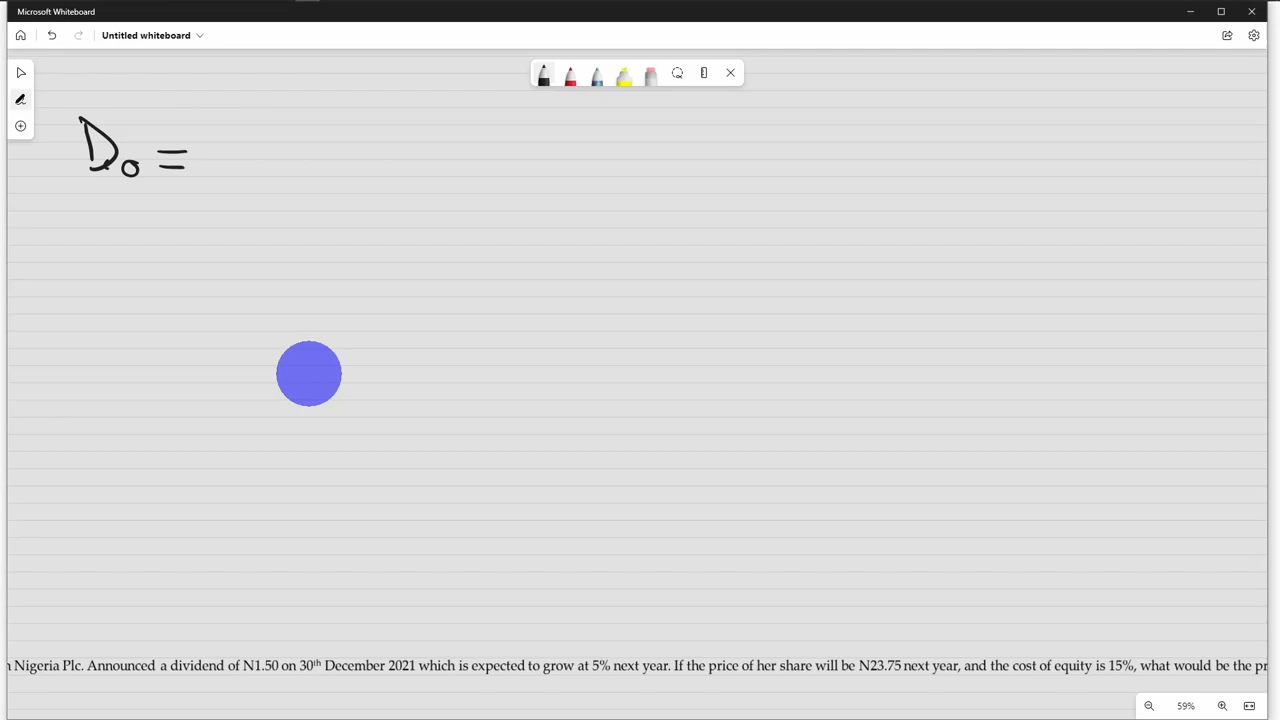 Microsoft Whiteboard
Untitled whiteboard
D₀ =
Nigeria Plc. Announced a dividend of N1.50 on 30th December 2021 which is expected to grow at 5% next year. If the price of her share will be N23.75 next year, and the cost of equity is 15%, what would be the
59%